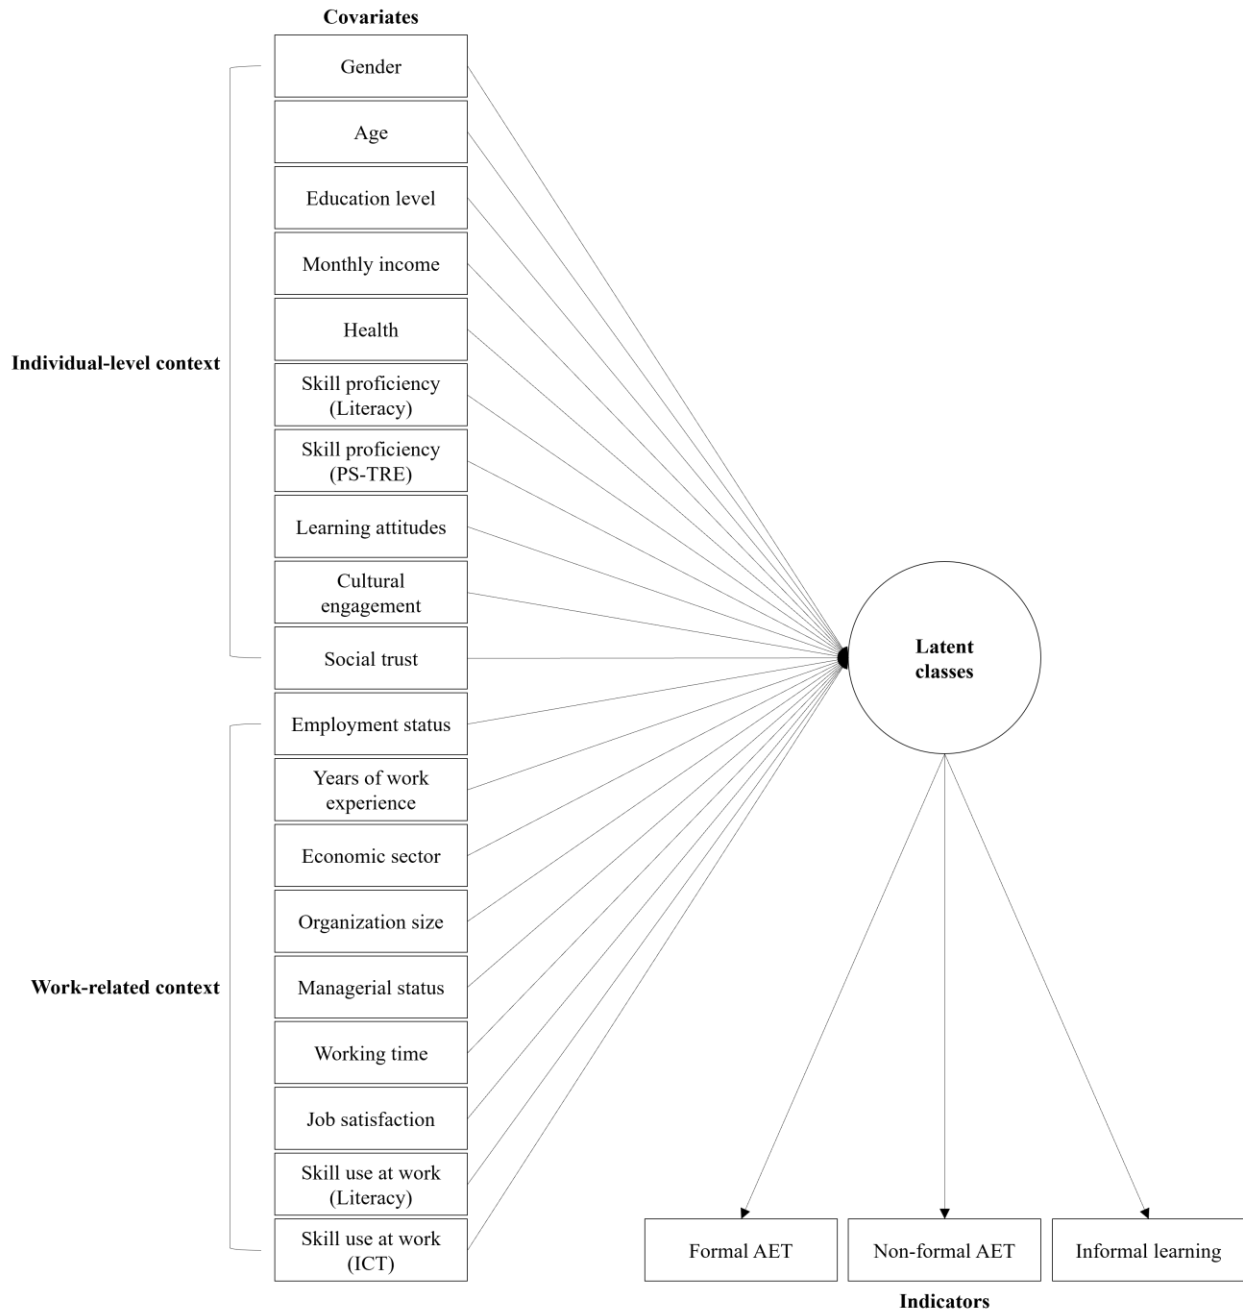 Covariates
Gender
Age
Education level
Monthly income
Health
Individual-level context
Skill proficiency
(Literacy)
Skill proficiency
(PS-TRE)
Learning attitudes
Cultural
engagement
Social trust
Latent
classes
Employment status
Years of work
experience
Economic sector
Organization size
Managerial status
Work-related context
Working time
Job satisfaction
Skill use at work
(Literacy)
Skill use at work
(ICT)
Formal AET
Non-formal AET
Informal learning
Indicators